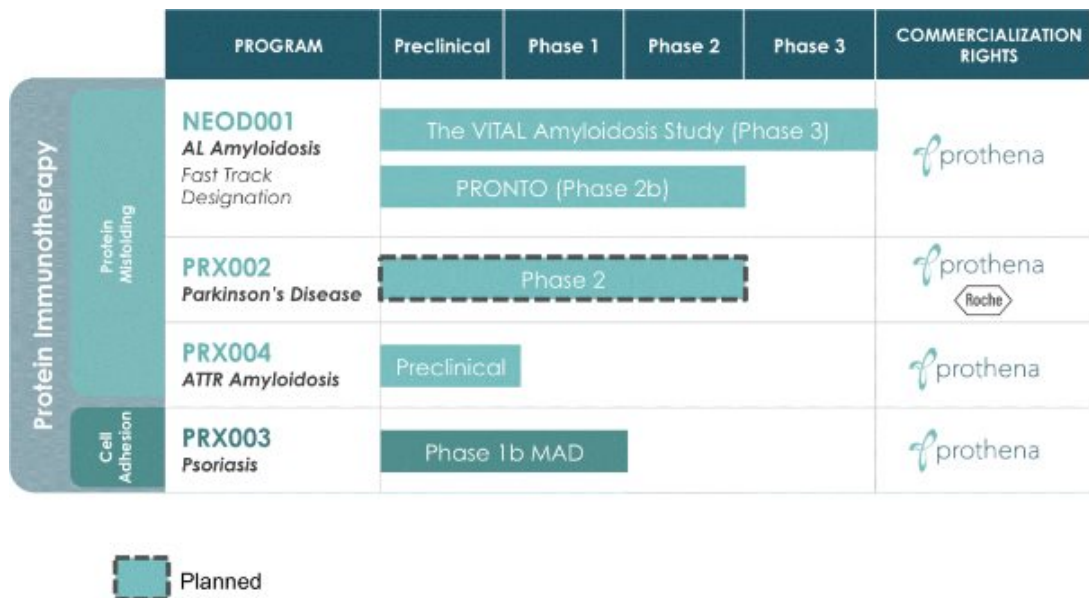 PROGRAM
Preclinical
Phase 1
Phase 2
Phase 3
COMMERCIALIZATION
RIGHTS
Protein Immunotherapy
Protein
Misfolding
NEOD001
AL Amyloidosis
Fast Track
Designation
The VITAL Amyloidosis Study (Phase 3)
PRONTO (Phase 2b)
prothena
PRX002
Parkinson's Disease
Phase 2
prothena
Roche
PRX004
ATTR Amyloidosis
Preclinical
prothena
Cell
Adhesion
PRX003
Psoriasis
Phase 1b MAD
prothena
Planned